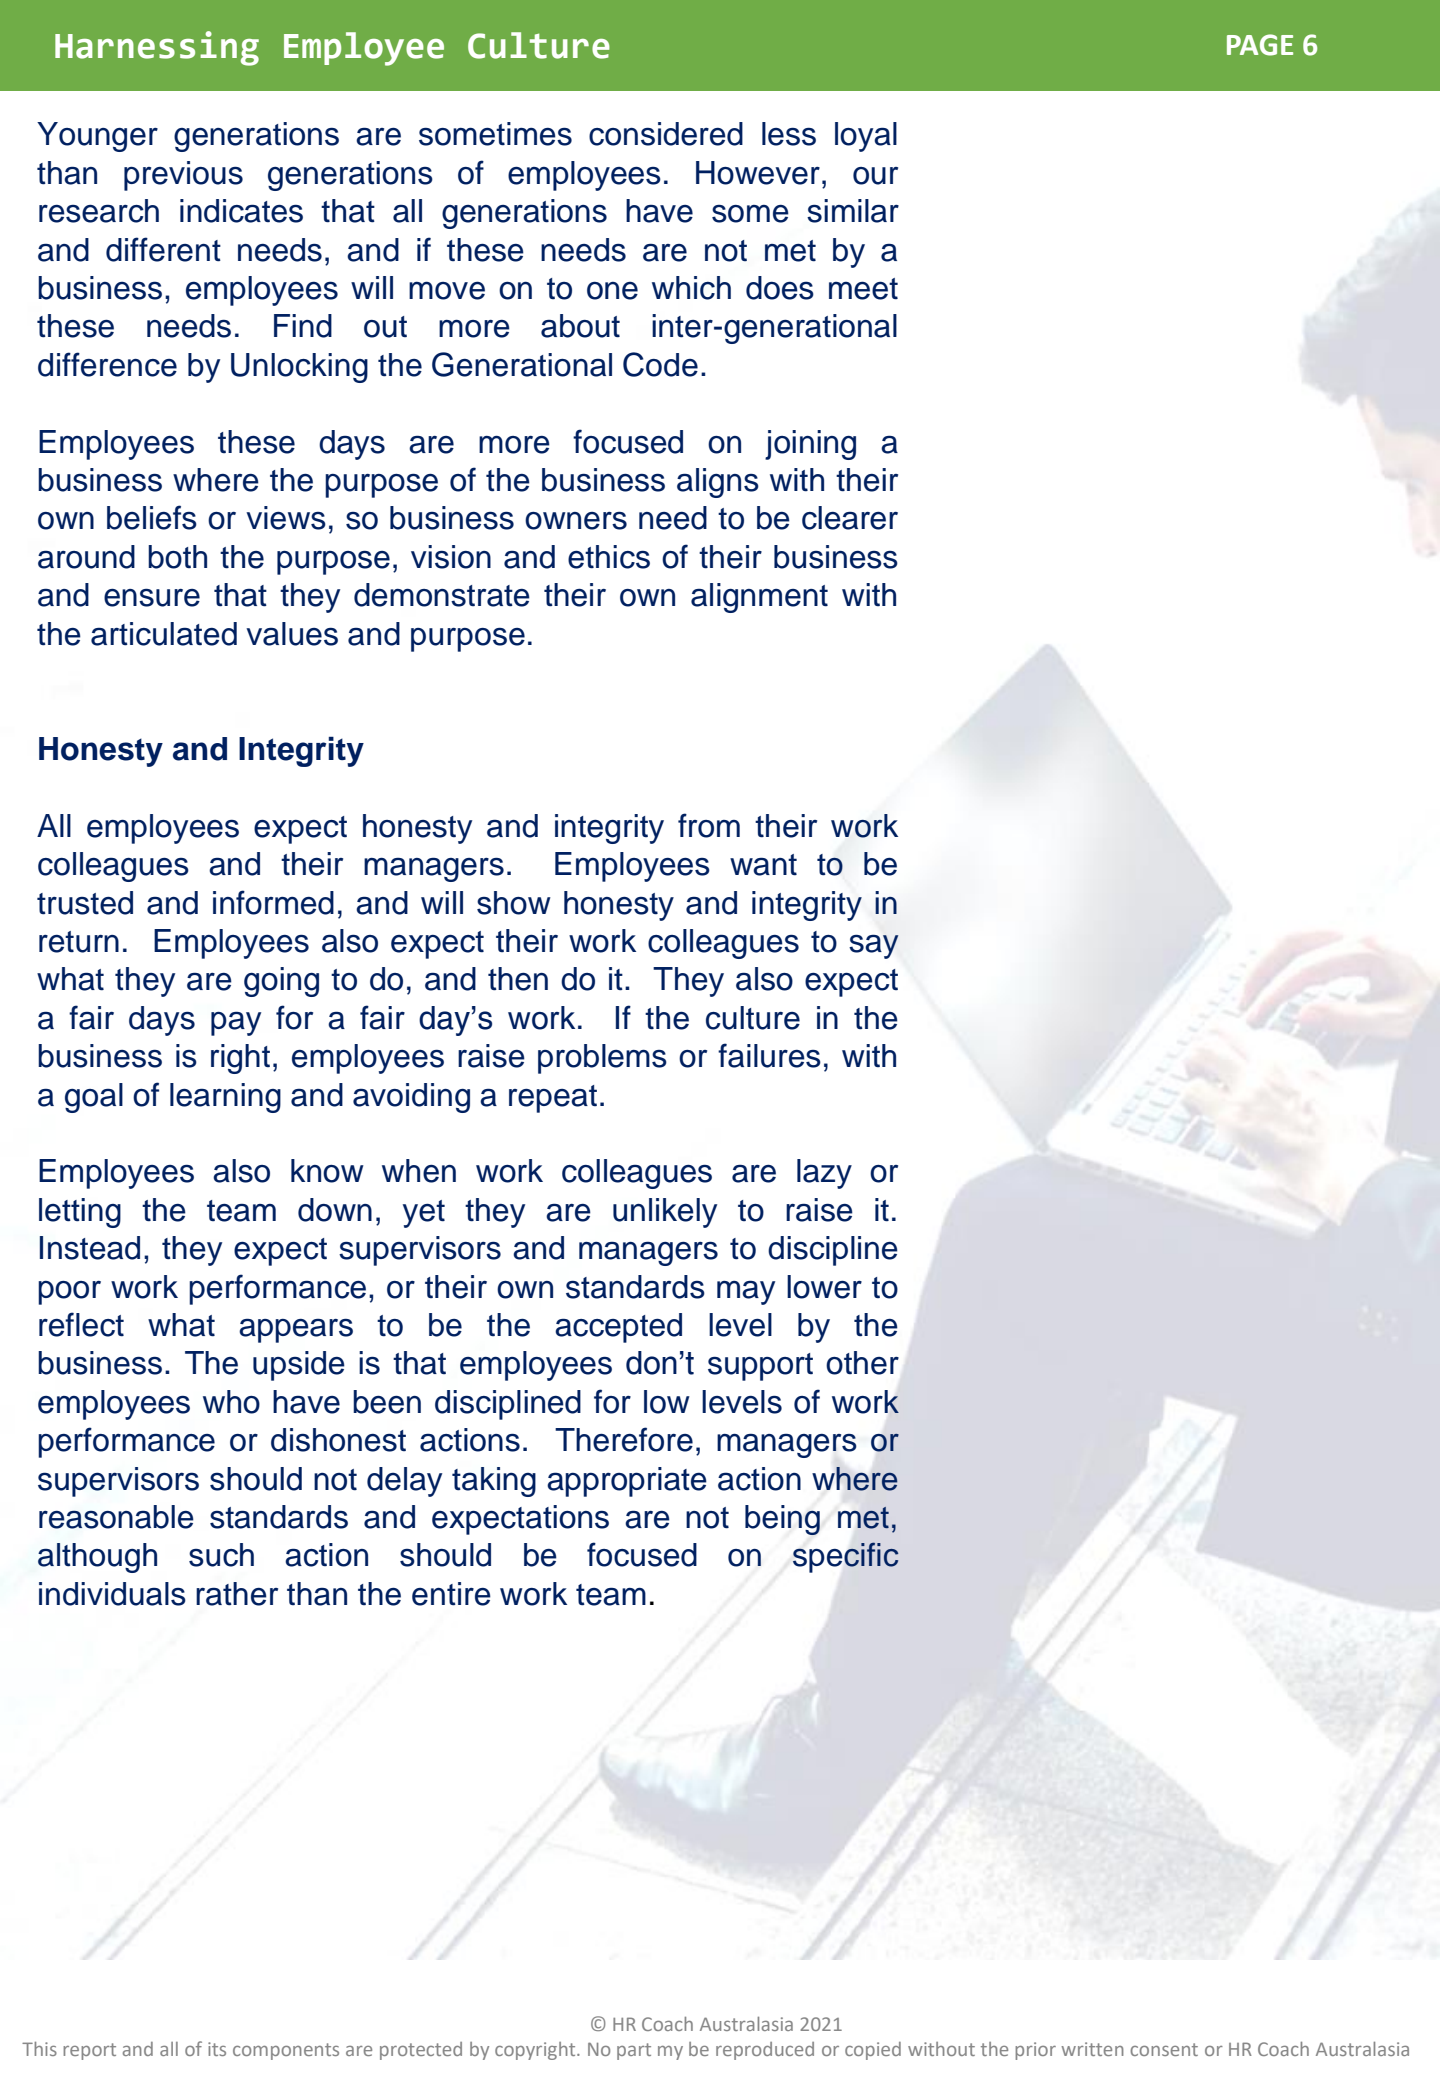 Harnessing Employee Culture
PAGE 6
Younger generations are sometimes considered less loyal
than previous generations of employees. However, our
research indicates that all generations have some similar
and different needs, and if these needs are not met by a
business, employees will move on to one which does meet
these needs. Find out more about inter-generational
difference by Unlocking the Generational Code.
Employees these days are more focused on joining a
business where the purpose of the business aligns with their
own beliefs or views, so business owners need to be clearer
around both the purpose, vision and ethics of their business
and ensure that they demonstrate their own alignment with
the articulated values and purpose.
Honesty and Integrity
All employees expect honesty and integrity from their work
colleagues and their managers. Employees want to be
trusted and informed, and will show honesty and integrity in
return. Employees also expect their work colleagues to say
what they are going to do, and then do it. They also expect
a fair days pay for a fair day’s work. If the culture in the
business is right, employees raise problems or failures, with
a goal of learning and avoiding a repeat.
Employees also know when work colleagues are lazy or
letting the team down, yet they are unlikely to raise it.
Instead, they expect supervisors and managers to discipline
poor work performance, or their own standards may lower to
reflect what appears to be the accepted level by the
business. The upside is that employees don’t support other
employees who have been disciplined for low levels of work
performance or dishonest actions. Therefore, managers or
supervisors should not delay taking appropriate action where
reasonable standards and expectations are not being met,
although such action should be focused on specific
individuals rather than the entire work team.
© HR Coach Australasia 2021
This report and all of its components are protected by copyright. No part my be reproduced or copied without the prior written consent or HR Coach Australasia